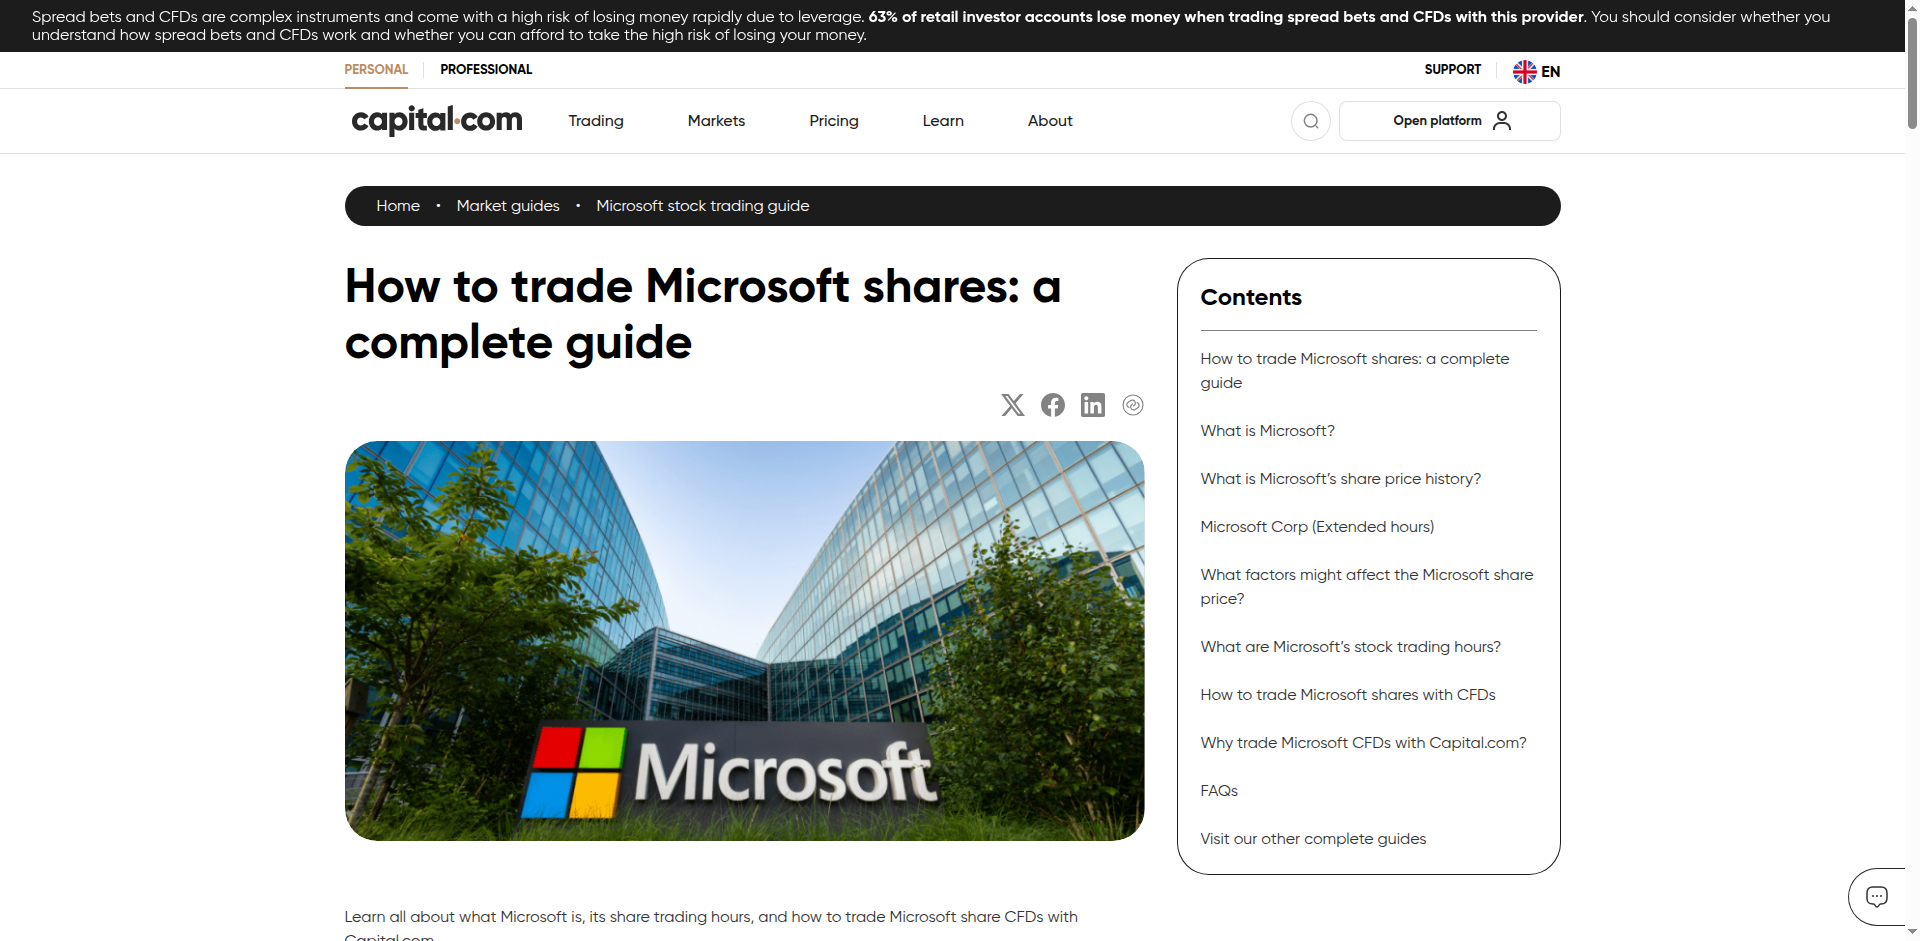 Spread bets and CFDs are complex instruments and come with a high risk of losing money rapidly due to leverage. 63% of retail investor accounts lose money when trading spread bets and CFDs with this provider. You should consider whether you
understand how spread bets and CFDs work and whether you can afford to take the high risk of losing your money.
PERSONAL PROFESSIONAL SUPPORT EN
capital.com Trading Markets Pricing Learn About Open platform
Home • Market guides • Microsoft stock trading guide
How to trade Microsoft shares: a
complete guide
Microsoft
Learn all about what Microsoft is, its share trading hours, and how to trade Microsoft share CFDs with
Capital.com
Contents
How to trade Microsoft shares: a complete
guide
What is Microsoft?
What is Microsoft’s share price history?
Microsoft Corp (Extended hours)
What factors might affect the Microsoft share
price?
What are Microsoft’s stock trading hours?
How to trade Microsoft shares with CFDs
Why trade Microsoft CFDs with Capital.com?
FAQs
Visit our other complete guides